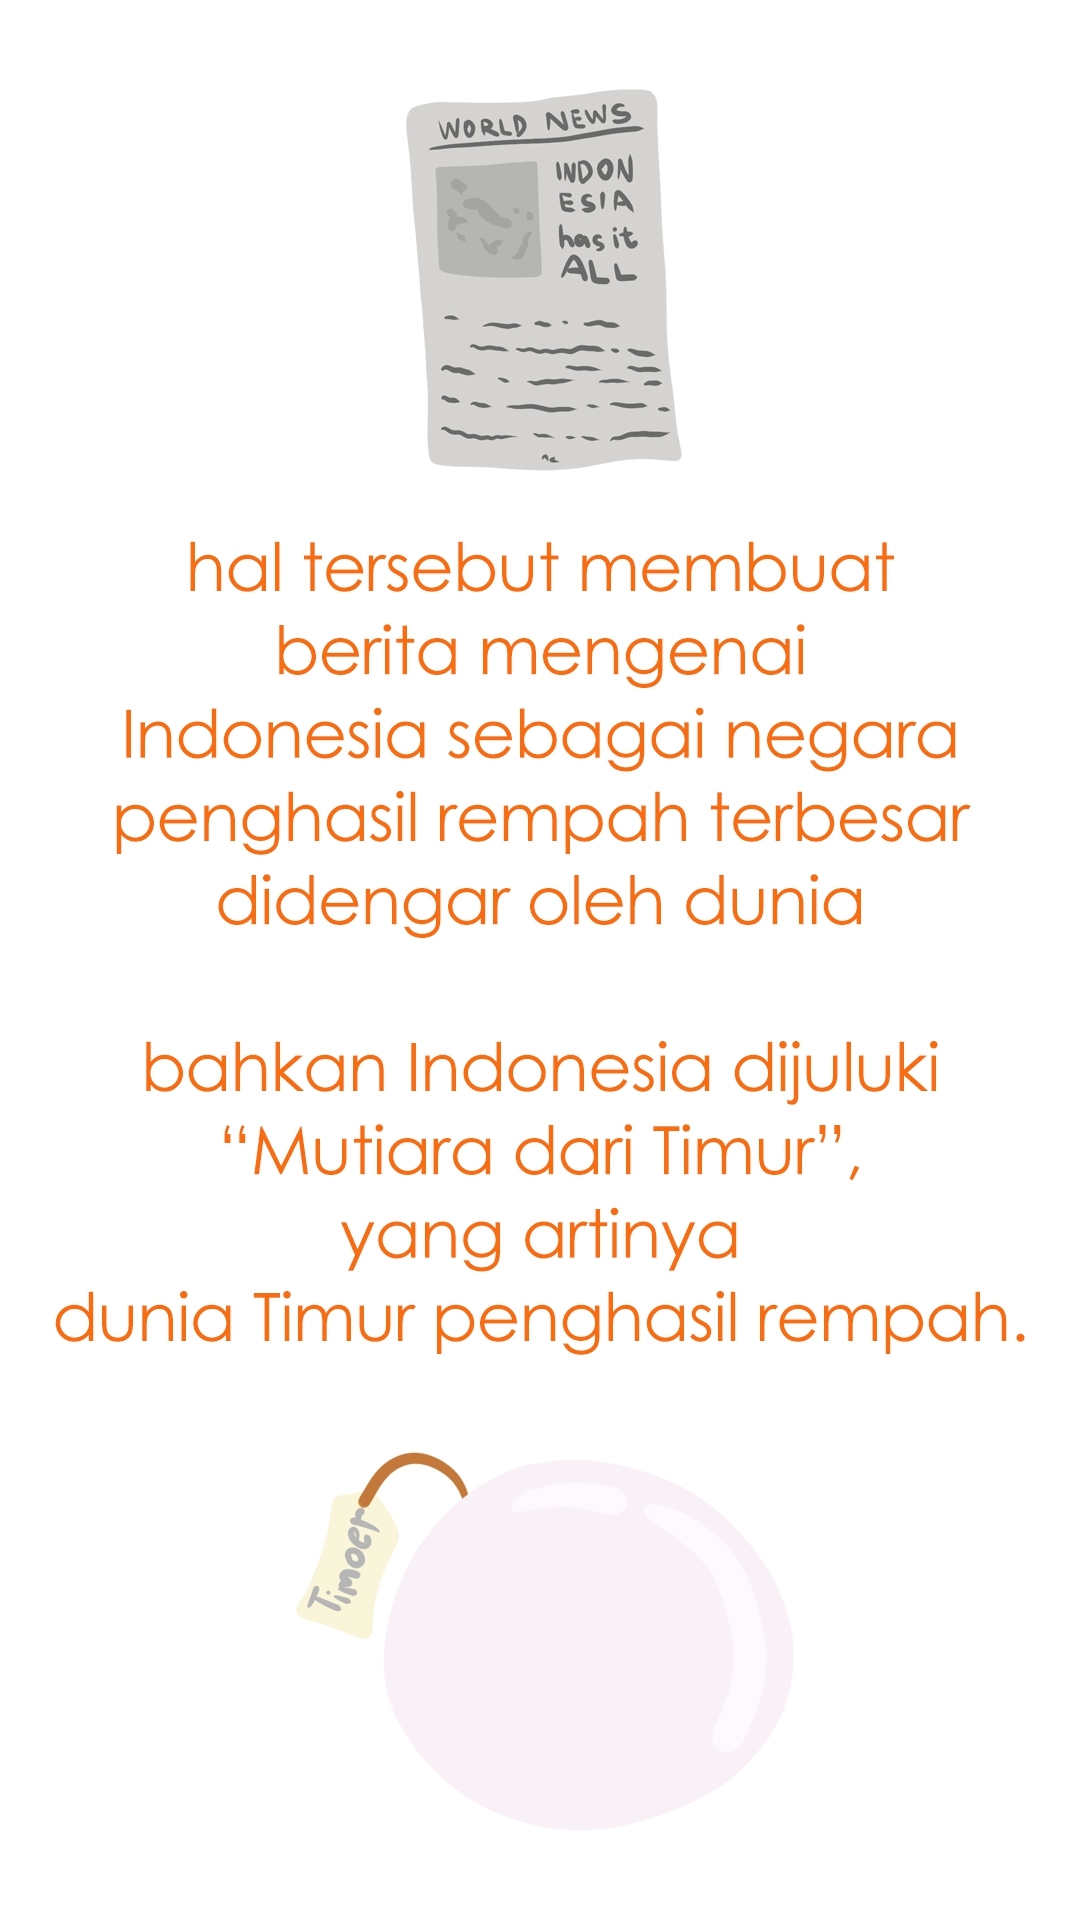 WORLD NEWS
INDON
ESIA
has it
ALL
hal tersebut membuat
berita mengenai
Indonesia sebagai negara
penghasil rempah terbesar
didengar oleh dunia
bahkan Indonesia dijuluki
“Mutiara dari Timur”,
yang artinya
dunia Timur penghasil rempah.
Timoer